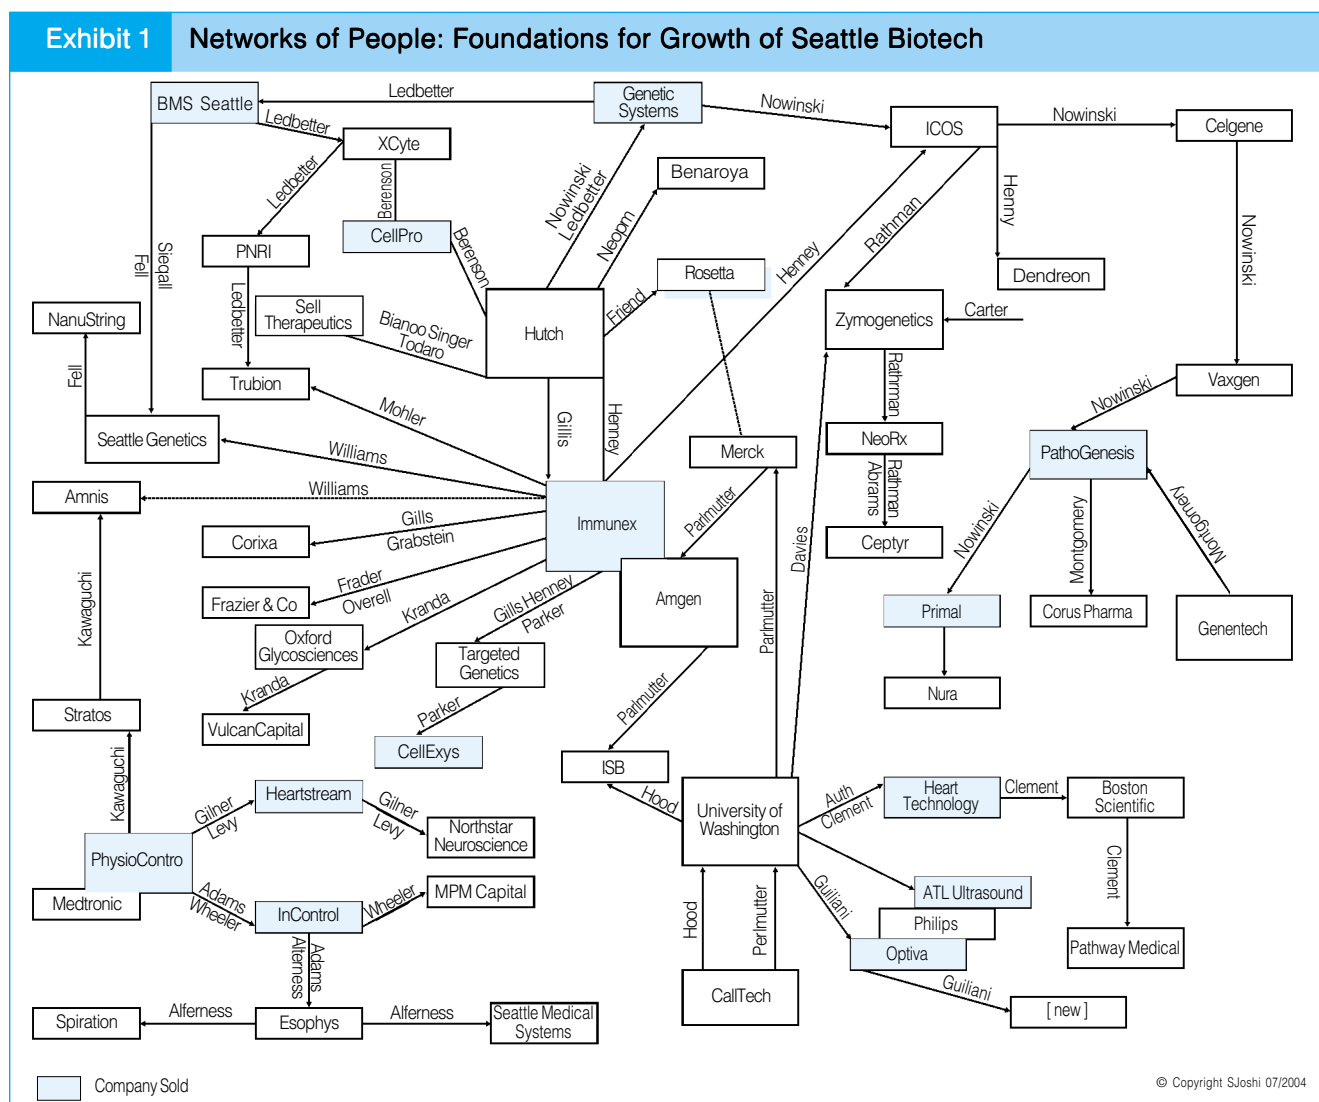 Exhibit 1
Networks of People: Foundations for Growth of Seattle Biotech
BMS Seattle
Ledbetter
Genetic
Systems
Nowinski
ICOS
Nowinski
Celgene
Ledbetter
XCyte
Ledbetter
Berenson
CellPro
Berenson
Nowinski
Ledbetter
Neopm
Benaroya
Henney
Rathman
Henny
Dendreon
Nowinski
Sieqall
Fell
PNRI
Ledbetter
Sell
Therapeutics
Bianoo Singer
Todaro
Hutch
Friend
Rosetta
Zymogenetics
Carter
NanuString
Fell
Trubion
Mohler
Gillis
Henney
Rathrman
Vaxgen
Nowinski
Seattle Genetics
Williams
Merck
NeoRx
PathoGenesis
Amnis
Williams
Immunex
Parlmutter
Rathman
Abrams
Nowinski
Montgomery
Montgomery
Corixa
Gills
Grabstein
Davies
Ceptyr
Frazier & Co
Frader
Overell
Kranda
Gills Henney
Parker
Amgen
Parlmutter
Primal
Corus Pharma
Genentech
Kawaguchi
Oxford
Glycosciences
Targeted
Genetics
Kranda
Parker
Parlmutter
Nura
Stratos
VulcanCapital
CellExys
ISB
Kawaguchi
Hood
University of
Washington
Auth
Clement
Heart
Technology
Clement
Boston
Scientific
Gilner
Levy
Heartstream
Gilner
Levy
Northstar
Neuroscience
Clement
PhysioContro
Medtronic
Adams
Wheeler
InControl
Wheeler
MPM Capital
Guiliani
ATL Ultrasound
Philips
Optiva
Hood
Perlmutter
Pathway Medical
Adams
Alterness
CallTech
Guiliani
[ new ]
Spiration
Alferness
Esophys
Alferness
Seattle Medical
Systems
Company Sold
© Copyright SJoshi 07/2004